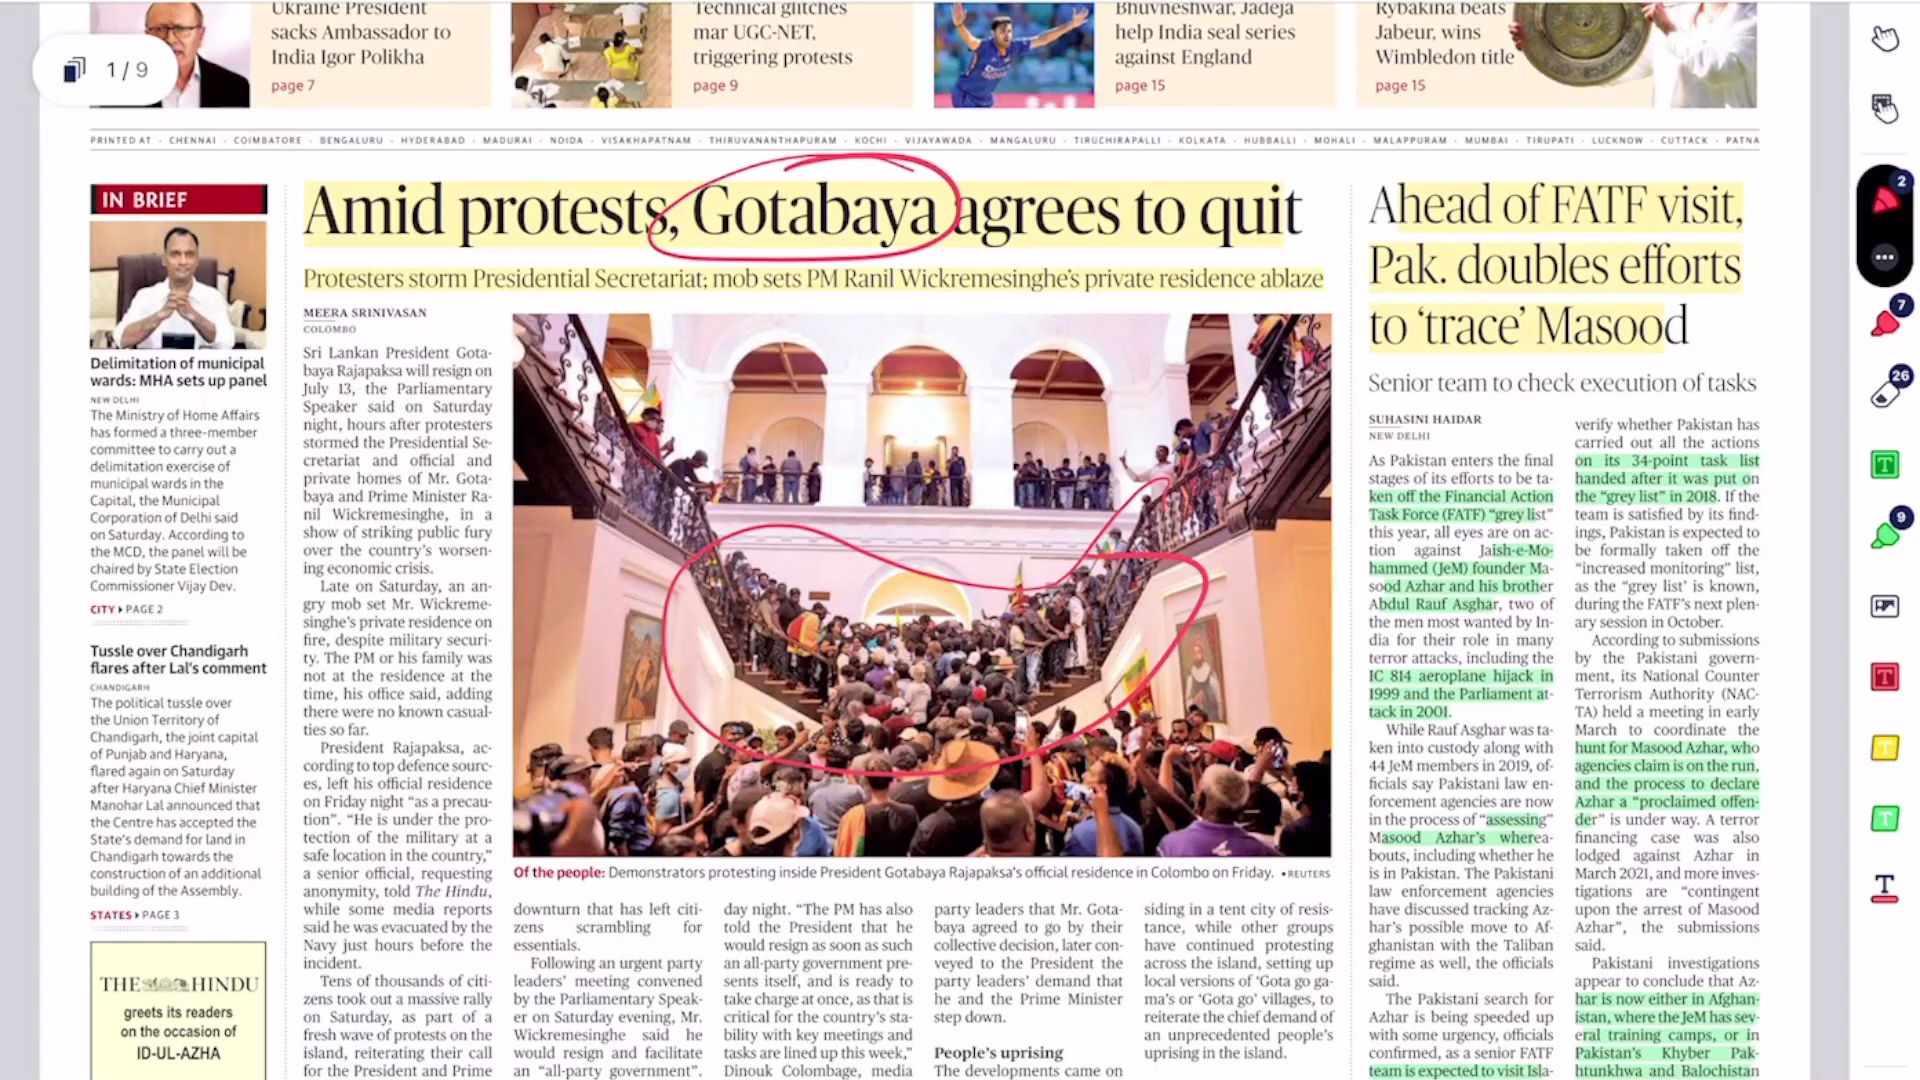 1 / 9
Ukraine President
sacks Ambassador to
India Igor Polikha
page 7
Technical glitches
mar UGC-NET,
triggering protests
page 9
Bhuvneshwar, Jadeja
help India seal series
against England
page 15
Rybakina beats
Jabeur, wins
Wimbledon title
page 15
PRINTED AT · CHENNAI · COIMBATORE · BENGALURU · HYDERABAD · MADURAI · NOIDA · VISAKHAPATNAM · THIRUVANANTHAPURAM · KOCHI · VIJAYAWADA · MANGALURU · TIRUCHIRAPALLI · KOLKATA · HUBBALLI · MOHALI · MALAPPURAM · MUMBAI · TIRUPATI · LUCKNOW · CUTTACK · PATNA
IN BRIEF
Delimitation of municipal
wards: MHA sets up panel
NEW DELHI
The Ministry of Home Affairs
has formed a three-member
committee to carry out a
delimitation exercise of
municipal wards in the
Capital, the Municipal
Corporation of Delhi said
on Saturday. According to
the MCD, the panel will be
chaired by State Election
Commissioner Vijay Dev.
CITY PAGE 2
Tussle over Chandigarh
flares after Lal's comment
CHANDIGARH
The political tussle over
the Union Territory of
Chandigarh, the joint capital
of Punjab and Haryana,
flared again on Saturday
after Haryana Chief Minister
Manohar Lal announced that
the Centre has accepted the
State's demand for land in
Chandigarh towards the
construction of an additional
building of the Assembly.
STATES PAGE 3
THE HINDU
greets its readers
on the occasion of
ID-UL-AZHA
Amid protests, Gotabaya agrees to quit
Protesters storm Presidential Secretariat; mob sets PM Ranil Wickremesinghe's private residence ablaze
MEERA SRINIVASAN
COLOMBO
Sri Lankan President Gota-
baya Rajapaksa will resign on
July 13, the Parliamentary
Speaker said on Saturday
night, hours after protesters
stormed the Presidential Se-
cretariat and official and
private homes of Mr. Gota-
baya and Prime Minister Ra-
nil Wickremesinghe, in a
show of striking public fury
over the country's worsen-
ing economic crisis.
Late on Saturday, an an-
gry mob set Mr. Wickreme-
singhe's private residence on
fire, despite military securi-
ty. The PM or his family was
not at the residence at the
time, his office said, adding
there were no known casual-
ties so far.
President Rajapaksa, ac-
cording to top defence sourc-
es, left his official residence
on Friday night "as a precau-
tion". "He is under the pro-
tection of the military at a
safe location in the country,"
a senior official, requesting
anonymity, told The Hindu,
while some media reports
said he was evacuated by the
Navy just hours before the
incident.
Tens of thousands of citi-
zens took out a massive rally
on Saturday, as part of a
fresh wave of protests on the
island, reiterating their call
for the President and Prime
Of the people: Demonstrators protesting inside President Gotabaya Rajapaksa's official residence in Colombo on Friday. • REUTERS
downturn that has left citi-
zens scrambling for
essentials.
Following an urgent party
leaders' meeting convened
by the Parliamentary Speak-
er on Saturday evening, Mr.
Wickremesinghe said he
would resign and facilitate
an "all-party government".
day night. "The PM has also
told the President that he
would resign as soon as such
an all-party government pre-
sents itself, and is ready to
take charge at once, as that is
critical for the country's sta-
bility with key meetings and
tasks are lined up this week,"
Dinouk Colombage, media
party leaders that Mr. Gota-
baya agreed to go by their
collective decision, later con-
veyed to the President the
party leaders' demand that
he and the Prime Minister
step down.
People's uprising
The developments came on
siding in a tent city of resis-
tance, while other groups
have continued protesting
across the island, setting up
local versions of 'Gota go ga-
ma's or 'Gota go' villages, to
reiterate the chief demand of
an unprecedented people's
uprising in the island.
Ahead of FATF visit,
Pak. doubles efforts
to 'trace' Masood
Senior team to check execution of tasks
SUHASINI HAIDAR
NEW DELHI
As Pakistan enters the final
stages of its efforts to be ta-
ken off the Financial Action
Task Force (FATF) "grey list"
this year, all eyes are on ac-
tion against Jaish-e-Mo-
hammed (JeM) founder Ma-
sood Azhar and his brother
Abdul Rauf Asghar, two of
the men most wanted by In-
dia for their role in many
terror attacks, including the
IC 814 aeroplane hijack in
1999 and the Parliament at-
tack in 2001.
While Rauf Asghar was ta-
ken into custody along with
44 JeM members in 2019, of-
ficials say Pakistani law en-
forcement agencies are now
in the process of "assessing"
Masood Azhar's wherea-
bouts, including whether he
is in Pakistan. The Pakistani
law enforcement agencies
have discussed tracking Az-
har's possible move to Af-
ghanistan with the Taliban
regime as well, the officials
said.
The Pakistani search for
Azhar is being speeded up
with some urgency, officials
confirmed, as a senior FATF
team is expected to visit Isla-
verify whether Pakistan has
carried out all the actions
on its 34-point task list
handed after it was put on
the "grey list" in 2018. If the
team is satisfied by its find-
ings, Pakistan is expected to
be formally taken off the
"increased monitoring" list,
as the "grey list' is known,
during the FATF's next plen-
ary session in October.
According to submissions
by the Pakistani govern-
ment, its National Counter
Terrorism Authority (NAC-
TA) held a meeting in early
March to coordinate the
hunt for Masood Azhar, who
agencies claim is on the run,
and the process to declare
Azhar a "proclaimed offen-
der" is under way. A terror
financing case was also
lodged against Azhar in
March 2021, and more inves-
tigations are "contingent
upon the arrest of Masood
Azhar", the submissions
said.
Pakistani investigations
appear to conclude that Az-
har is now either in Afghan-
istan, where the JeM has sev-
eral training camps, or in
Pakistan's Khyber Pak-
htunkhwa and Balochistan
2
7
26
T
9
T
T
T
T